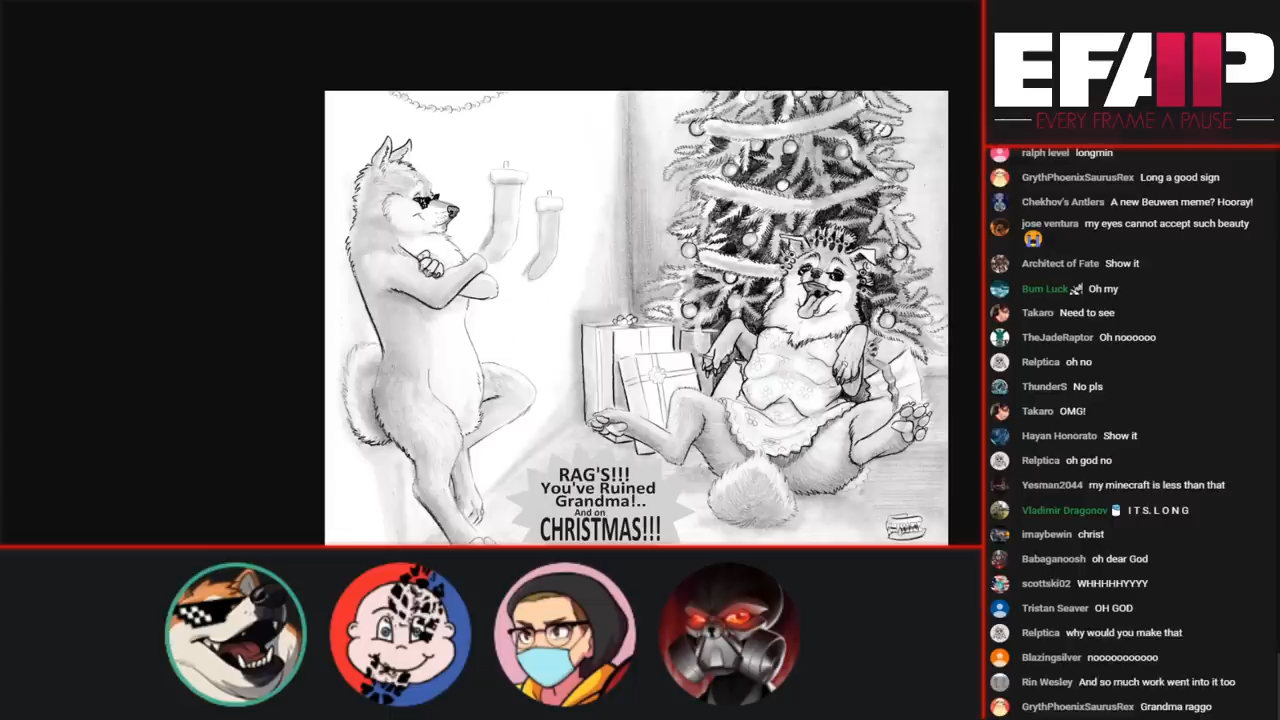 RAG'S!!!
You've Ruined
Grandma!..
And on
CHRISTMAS!!!
EFAP
EVERY FRAME A PAUSE
ralph level longmin
GrythPhoenixSaurusRex Long a good sign
Chekhov's Antlers A new Beuwen meme? Hooray!
jose ventura my eyes cannot accept such beauty
Architect of Fate Show it
Bum Luck Oh my
Takaro Need to see
TheJadeRaptor Oh noooooo
Relptica oh no
ThunderS No pls
Takaro OMG!
Hayan Honorato Show it
Relptica oh god no
Yesman2044 my minecraft is less than that
Vladimir Dragonov I T S. L O N G
imaybewin christ
Babaganoosh oh dear God
scottski02 WHHHHHYYYY
Tristan Seaver OH GOD
Relptica why would you make that
Blazingsilver nooooooooooo
Rin Wesley And so much work went into it too
GrythPhoenixSaurusRex Grandma raggo